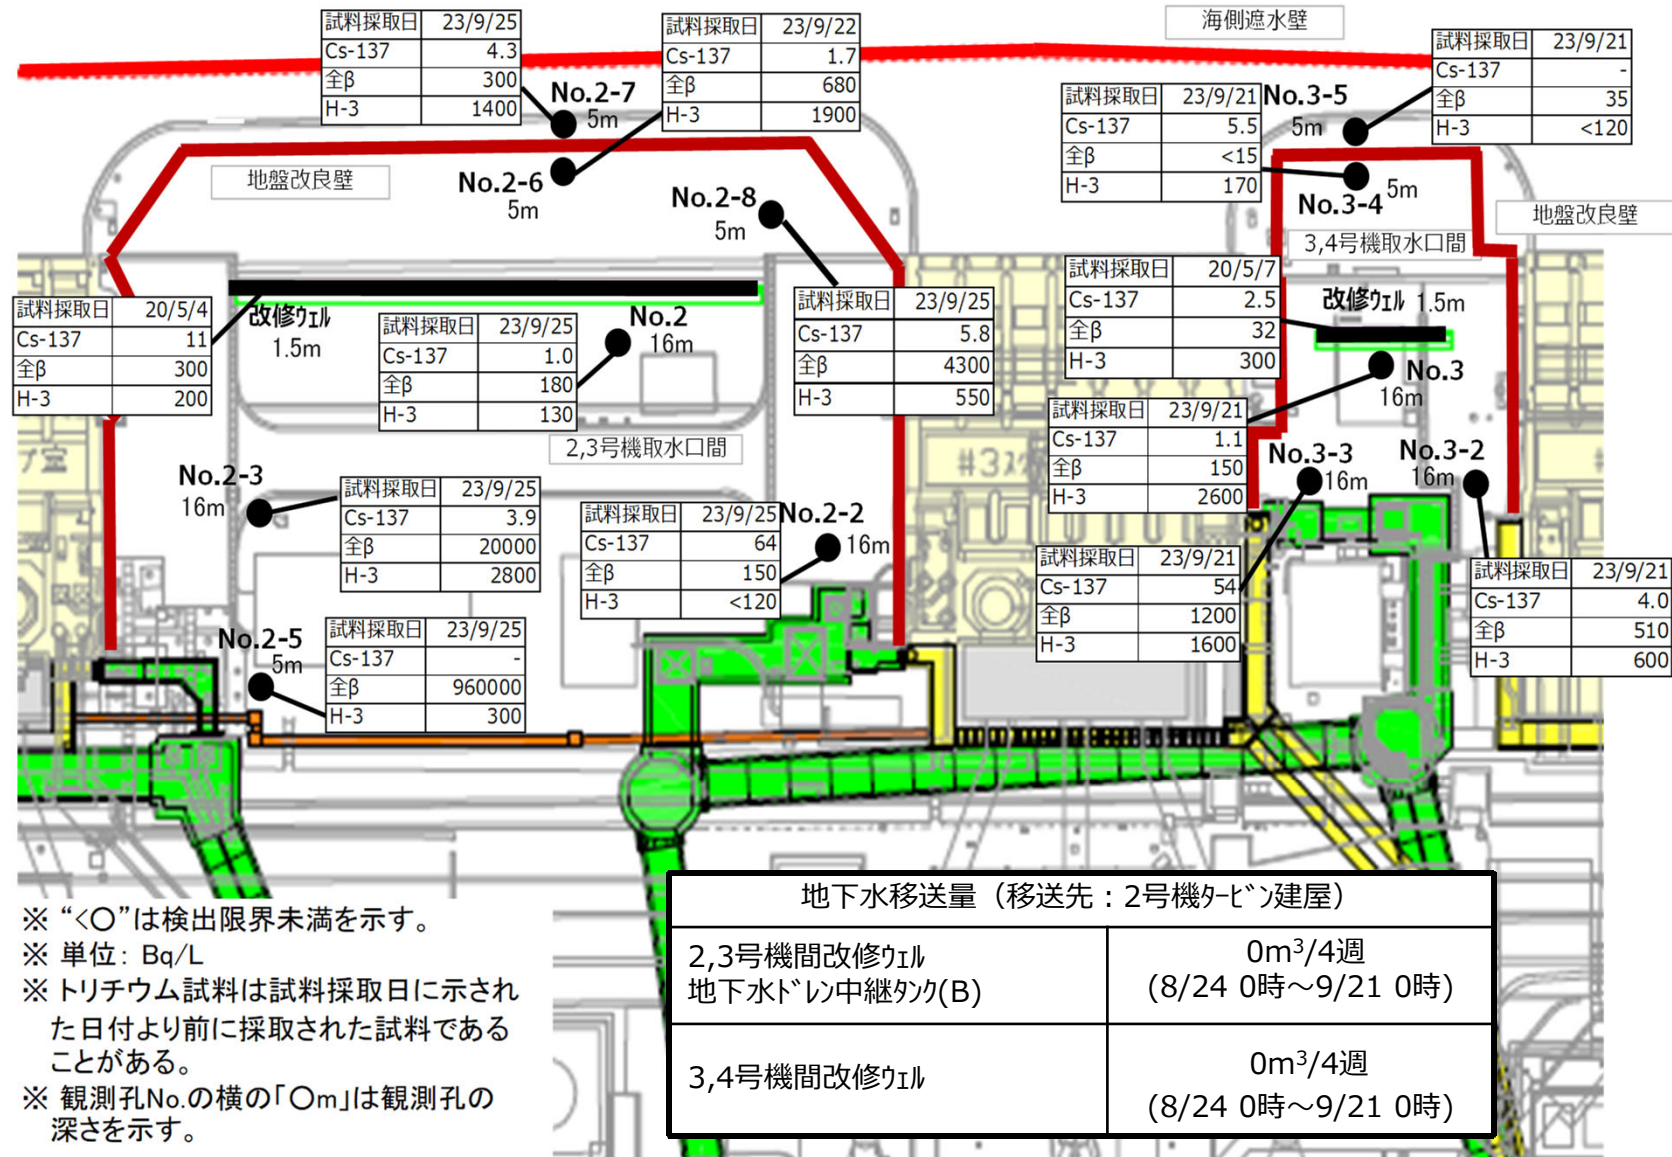 海側遮水壁
試料採取日 23/9/25
Cs-137 4.3
全β 300
H-3 1400
試料採取日 23/9/22
Cs-137 1.7
全β 680
H-3 1900
試料採取日 23/9/21
Cs-137 -
全β 35
H-3 <120
No.2-7
5m
試料採取日 23/9/21
Cs-137 5.5
全β <15
H-3 170
No.3-5
5m
地盤改良壁
No.2-6
5m
No.2-8
5m
No.3-4
5m
地盤改良壁
3,4号機取水口間
試料採取日 20/5/4
Cs-137 11
全β 300
H-3 200
改修ｳｪﾙ
1.5m
試料採取日 23/9/25
Cs-137 1.0
全β 180
H-3 130
No.2
16m
試料採取日 23/9/25
Cs-137 5.8
全β 4300
H-3 550
試料採取日 20/5/7
Cs-137 2.5
全β 32
H-3 300
改修ｳｪﾙ 1.5m
No.3
16m
2,3号機取水口間
試料採取日 23/9/21
Cs-137 1.1
全β 150
H-3 2600
No.2-3
16m
試料採取日 23/9/25
Cs-137 3.9
全β 20000
H-3 2800
試料採取日 23/9/25
Cs-137 64
全β 150
H-3 <120
No.2-2
16m
#3ｽｸ
No.3-3
16m
No.3-2
16m
試料採取日 23/9/21
Cs-137 54
全β 1200
H-3 1600
試料採取日 23/9/21
Cs-137 4.0
全β 510
H-3 600
No.2-5
5m
試料採取日 23/9/25
Cs-137 -
全β 960000
H-3 300
※ “<〇”は検出限界未満を示す。
※ 単位: Bq/L
※ トリチウム試料は試料採取日に示され
た日付より前に採取された試料である
ことがある。
※ 観測孔No.の横の「〇m」は観測孔の
深さを示す。
地下水移送量（移送先：2号機ﾀｰﾋﾞﾝ建屋）
2,3号機間改修ｳｪﾙ
地下水ﾄﾞﾚﾝ中継ﾀﾝｸ(B)
0m³/4週
(8/24 0時～9/21 0時)
3,4号機間改修ｳｪﾙ
0m³/4週
(8/24 0時～9/21 0時)